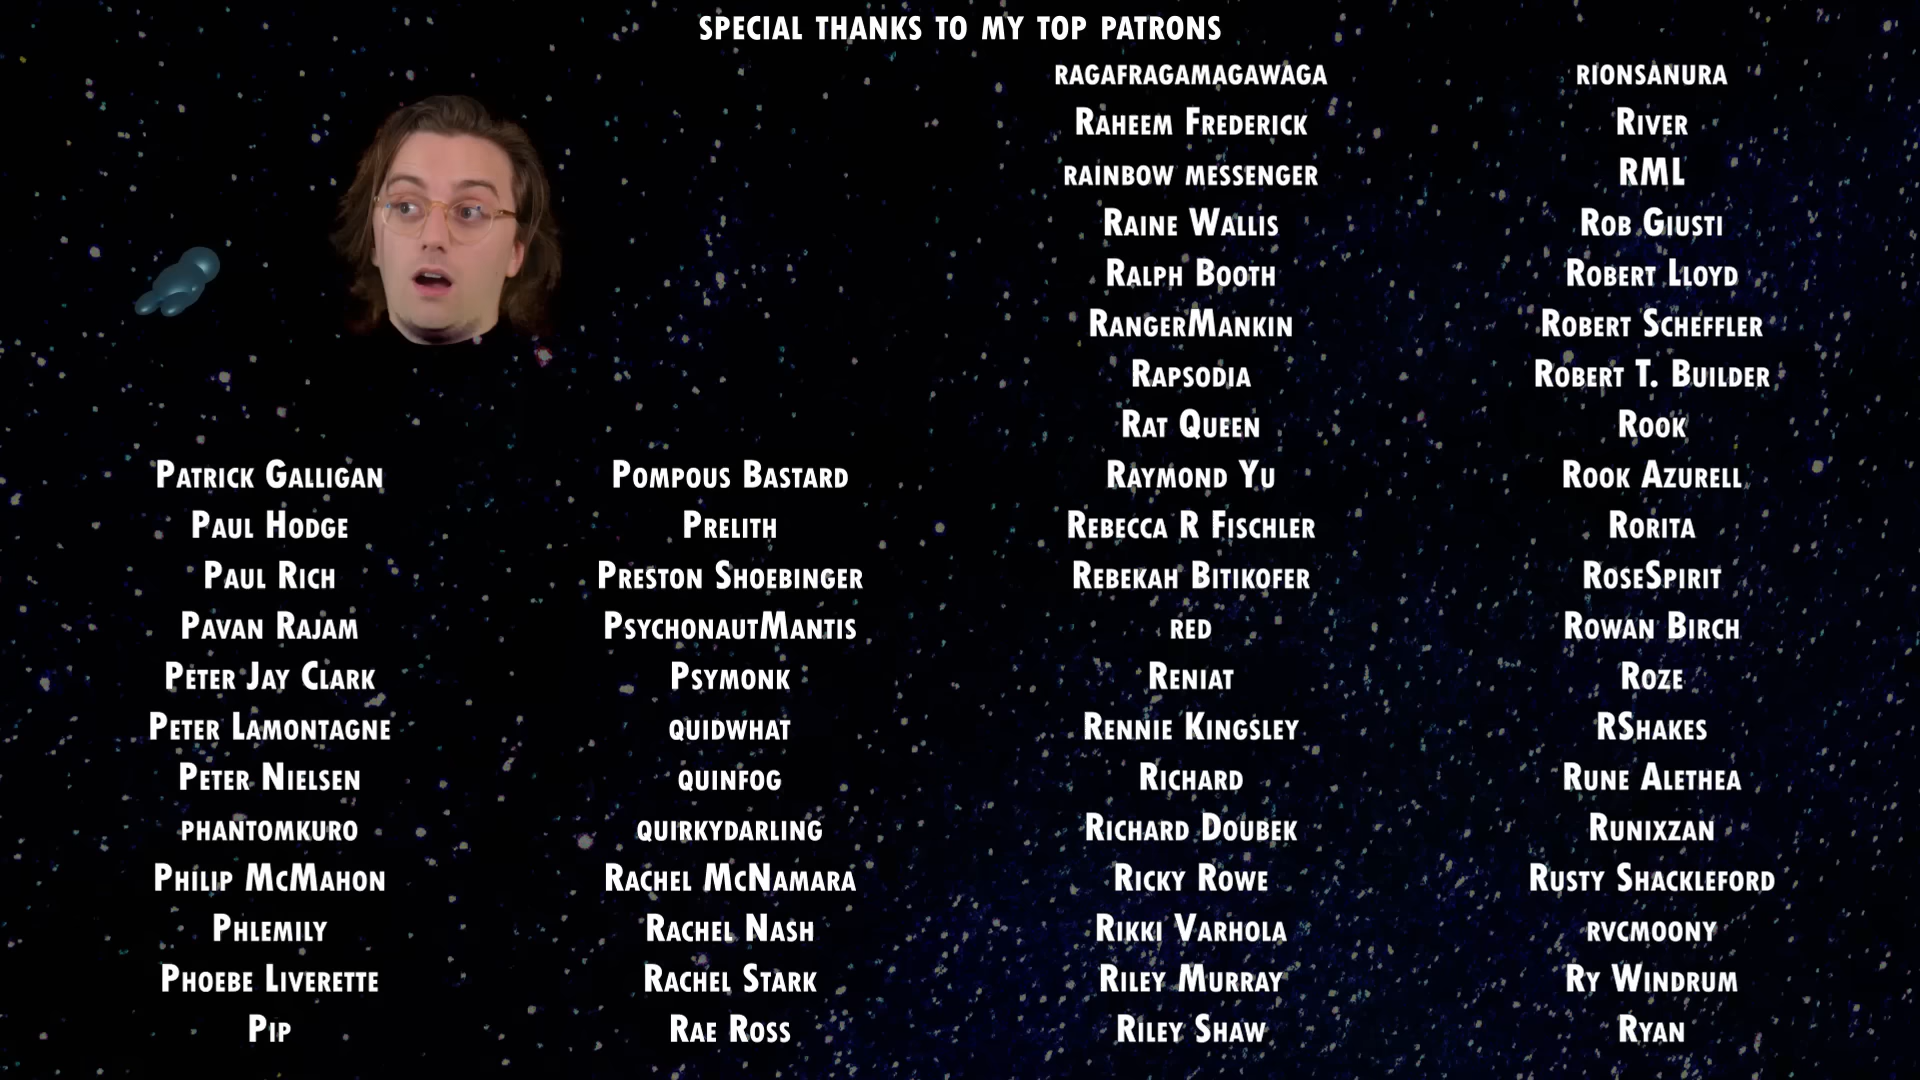 SPECIAL THANKS TO MY TOP PATRONS
Patrick Galligan
Paul Hodge
Paul Rich
Pavan Rajam
Peter Jay Clark
Peter Lamontagne
Peter Nielsen
phantomkuro
Philip McMahon
Phlemily
Phoebe Liverette
Pip
Pompous Bastard
Prelith
Preston Shoebinger
PsychonautMantis
Psymonk
quidwhat
quinfog
quirkydarling
Rachel McNamara
Rachel Nash
Rachel Stark
Rae Ross
ragafragamagawaga
Raheem Frederick
rainbow messenger
Raine Wallis
Ralph Booth
RangerMankin
Rapsodia
Rat Queen
Raymond Yu
Rebecca R Fischler
Rebekah Bitikofer
red
Reniat
Rennie Kingsley
Richard
Richard Doubek
Ricky Rowe
Rikki Varhola
Riley Murray
Riley Shaw
rionsanura
River
RML
Rob Giusti
Robert Lloyd
Robert Scheffler
Robert T. Builder
Rook
Rook Azurell
Rorita
RoseSpirit
Rowan Birch
Roze
RShakes
Rune Alethea
Runixzan
Rusty Shackleford
rvcmoony
Ry Windrum
Ryan